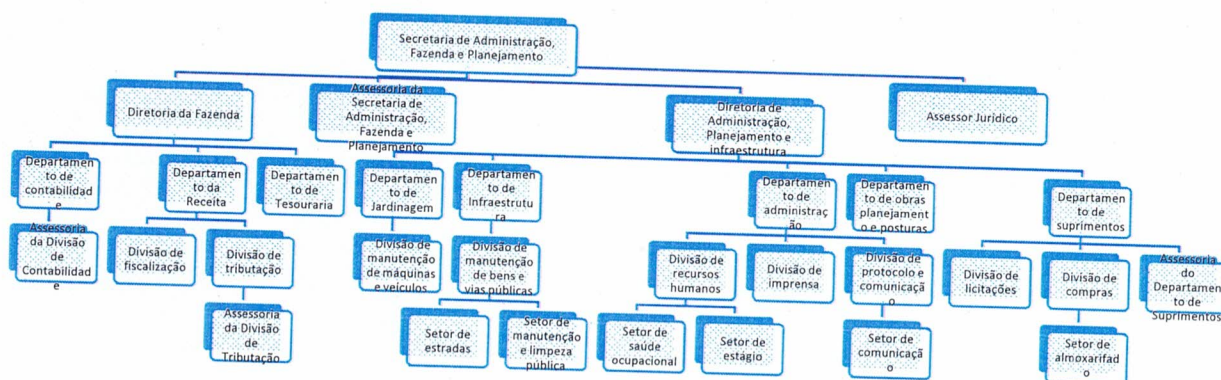 Secretaria de Administração,
Fazenda e Planejamento
Diretoria da Fazenda
Assessoria da
Secretaria de
Administração,
Fazenda e
Planejamento
Diretoria de
Administração,
Planejamento e
infraestrutura
Assessor Jurídico
Departamen
to de
contabilidad
e
Departamen
to da
Receita
Departamen
to de
Tesouraria
Departamen
to de
Jardinagem
Departamen
to de
Infraestrutu
ra
Departamen
to de
administraç
ão
Departamen
to de obras
planejament
o e posturas
Departamen
to de
suprimentos
Assessoria
da Divisão
de
Contabilidad
e
Divisão de
fiscalização
Divisão de
tributação
Divisão de
manutenção
de máquinas
e veículos
Divisão de
manutenção
de bens e
vias públicas
Divisão de
recursos
humanos
Divisão de
imprensa
Divisão de
protocolo e
comunicaçã
o
Divisão de
licitações
Divisão de
compras
Assessoria
do
Departamen
to de
Suprimentos
Assessoria
da Divisão
de
Tributação
Setor de
estradas
Setor de
manutenção
e limpeza
pública
Setor de
saúde
ocupacional
Setor de
estágio
Setor de
comunicaçã
o
Setor de
almoxarifad
o